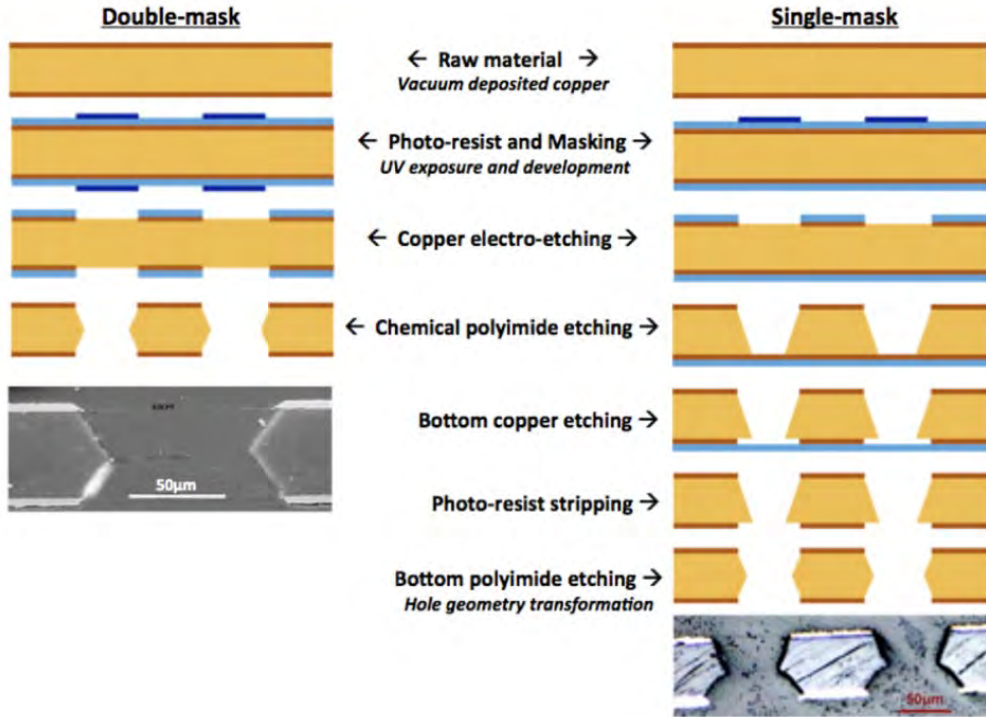 Double-mask
Single-mask
← Raw material →
Vacuum deposited copper
← Photo-resist and Masking →
UV exposure and development
← Copper electro-etching →
← Chemical polyimide etching →
Bottom copper etching →
50μm
Photo-resist stripping →
Bottom polyimide etching →
Hole geometry transformation
50μm